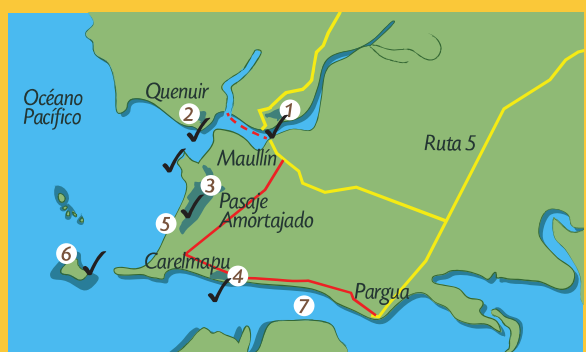 Quenuir
Océano
Pacífico
2
1
Ruta 5
Maullín
3
Pasaje
Amortajado
5
6
Carelmapu
4
Pargua
7